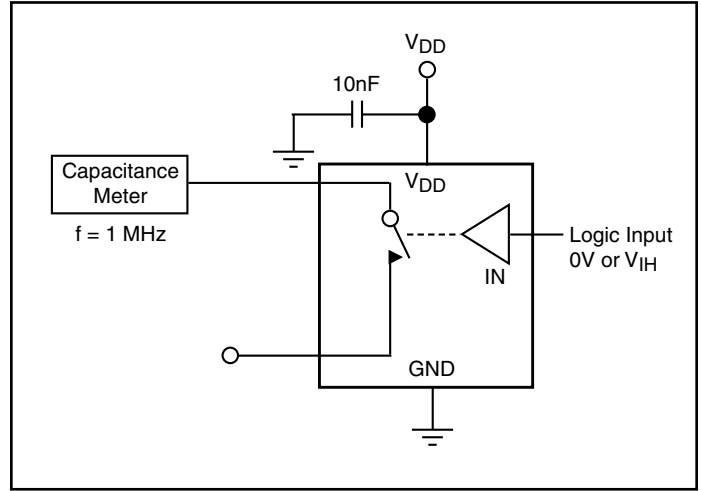 VDD
10nF
Capacitance
Meter
f = 1 MHz
VDD
Logic Input
0V or VIH
IN
GND